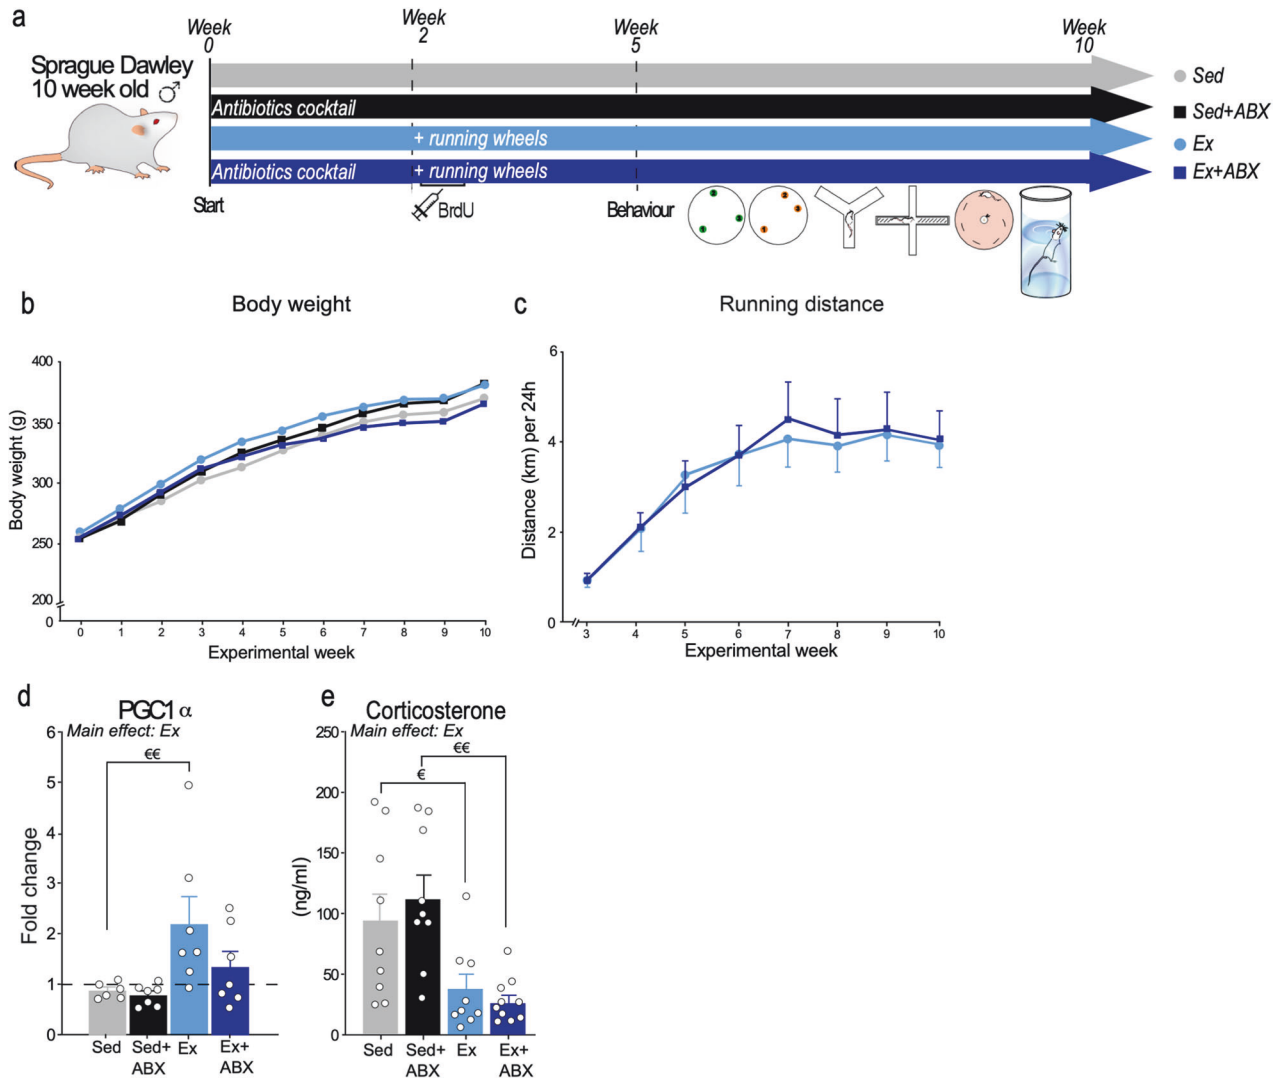 a
Week
0
Week
2
Week
5
Week
10
Sprague Dawley
10 week old ♂
Sed
Antibiotics cocktail
Sed+ABX
+ running wheels
Ex
Antibiotics cocktail
+ running wheels
Ex+ABX
Start
BrdU
Behaviour
b
Body weight
Body weight (g)
400
350
300
250
200
0
0 1 2 3 4 5 6 7 8 9 10
Experimental week
c
Running distance
Distance (km) per 24h
6
4
2
0
3 4 5 6 7 8 9 10
Experimental week
d
PGC1 α
Main effect: Ex
€€
Fold change
6
5
4
3
2
1
0
Sed
Sed+
ABX
Ex
Ex+
ABX
e
Corticosterone
Main effect: Ex
€€
€
(ng/ml)
250
200
150
100
50
0
Sed
Sed+
ABX
Ex
Ex+
ABX